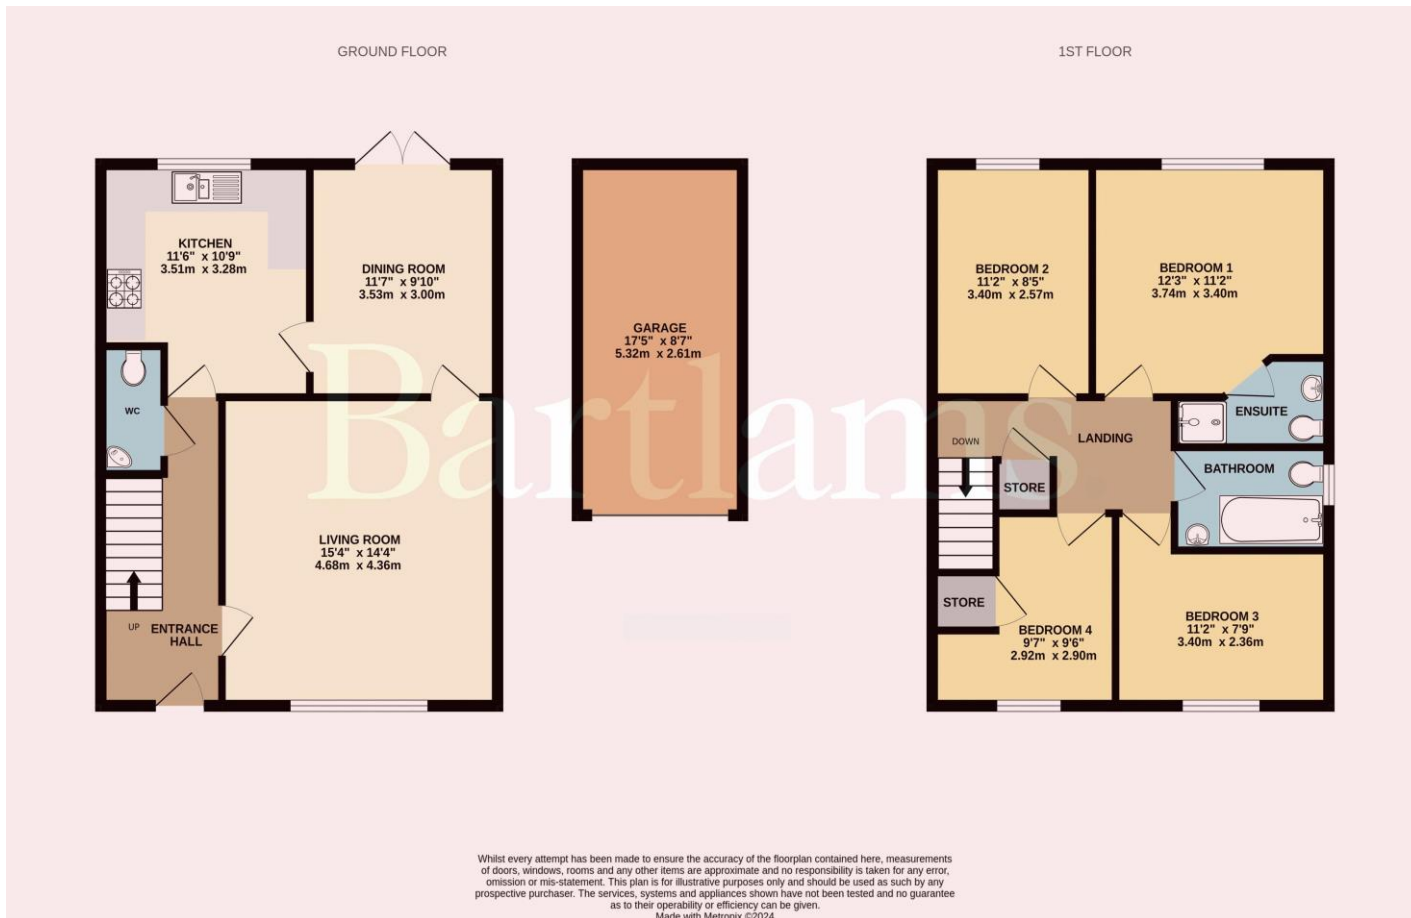 GROUND FLOOR
1ST FLOOR
KITCHEN
11'6" x 10'9"
3.51m x 3.28m
DINING ROOM
11'7" x 9'10"
3.53m x 3.00m
WC
LIVING ROOM
15'4" x 14'4"
4.68m x 4.36m
UP
ENTRANCE
HALL
GARAGE
17'5" x 8'7"
5.32m x 2.61m
BEDROOM 2
11'2" x 8'5"
3.40m x 2.57m
BEDROOM 1
12'3" x 11'2"
3.74m x 3.40m
ENSUITE
LANDING
DOWN
BATHROOM
STORE
STORE
BEDROOM 4
9'7" x 9'6"
2.92m x 2.90m
BEDROOM 3
11'2" x 7'9"
3.40m x 2.36m
Bartlams
Whilst every attempt has been made to ensure the accuracy of the floorplan contained here, measurements
of doors, windows, rooms and any other items are approximate and no responsibility is taken for any error,
omission or mis-statement. This plan is for illustrative purposes only and should be used as such by any
prospective purchaser. The services, systems and appliances shown have not been tested and no guarantee
as to their operability or efficiency can be given.
Made with Metropix ©2024